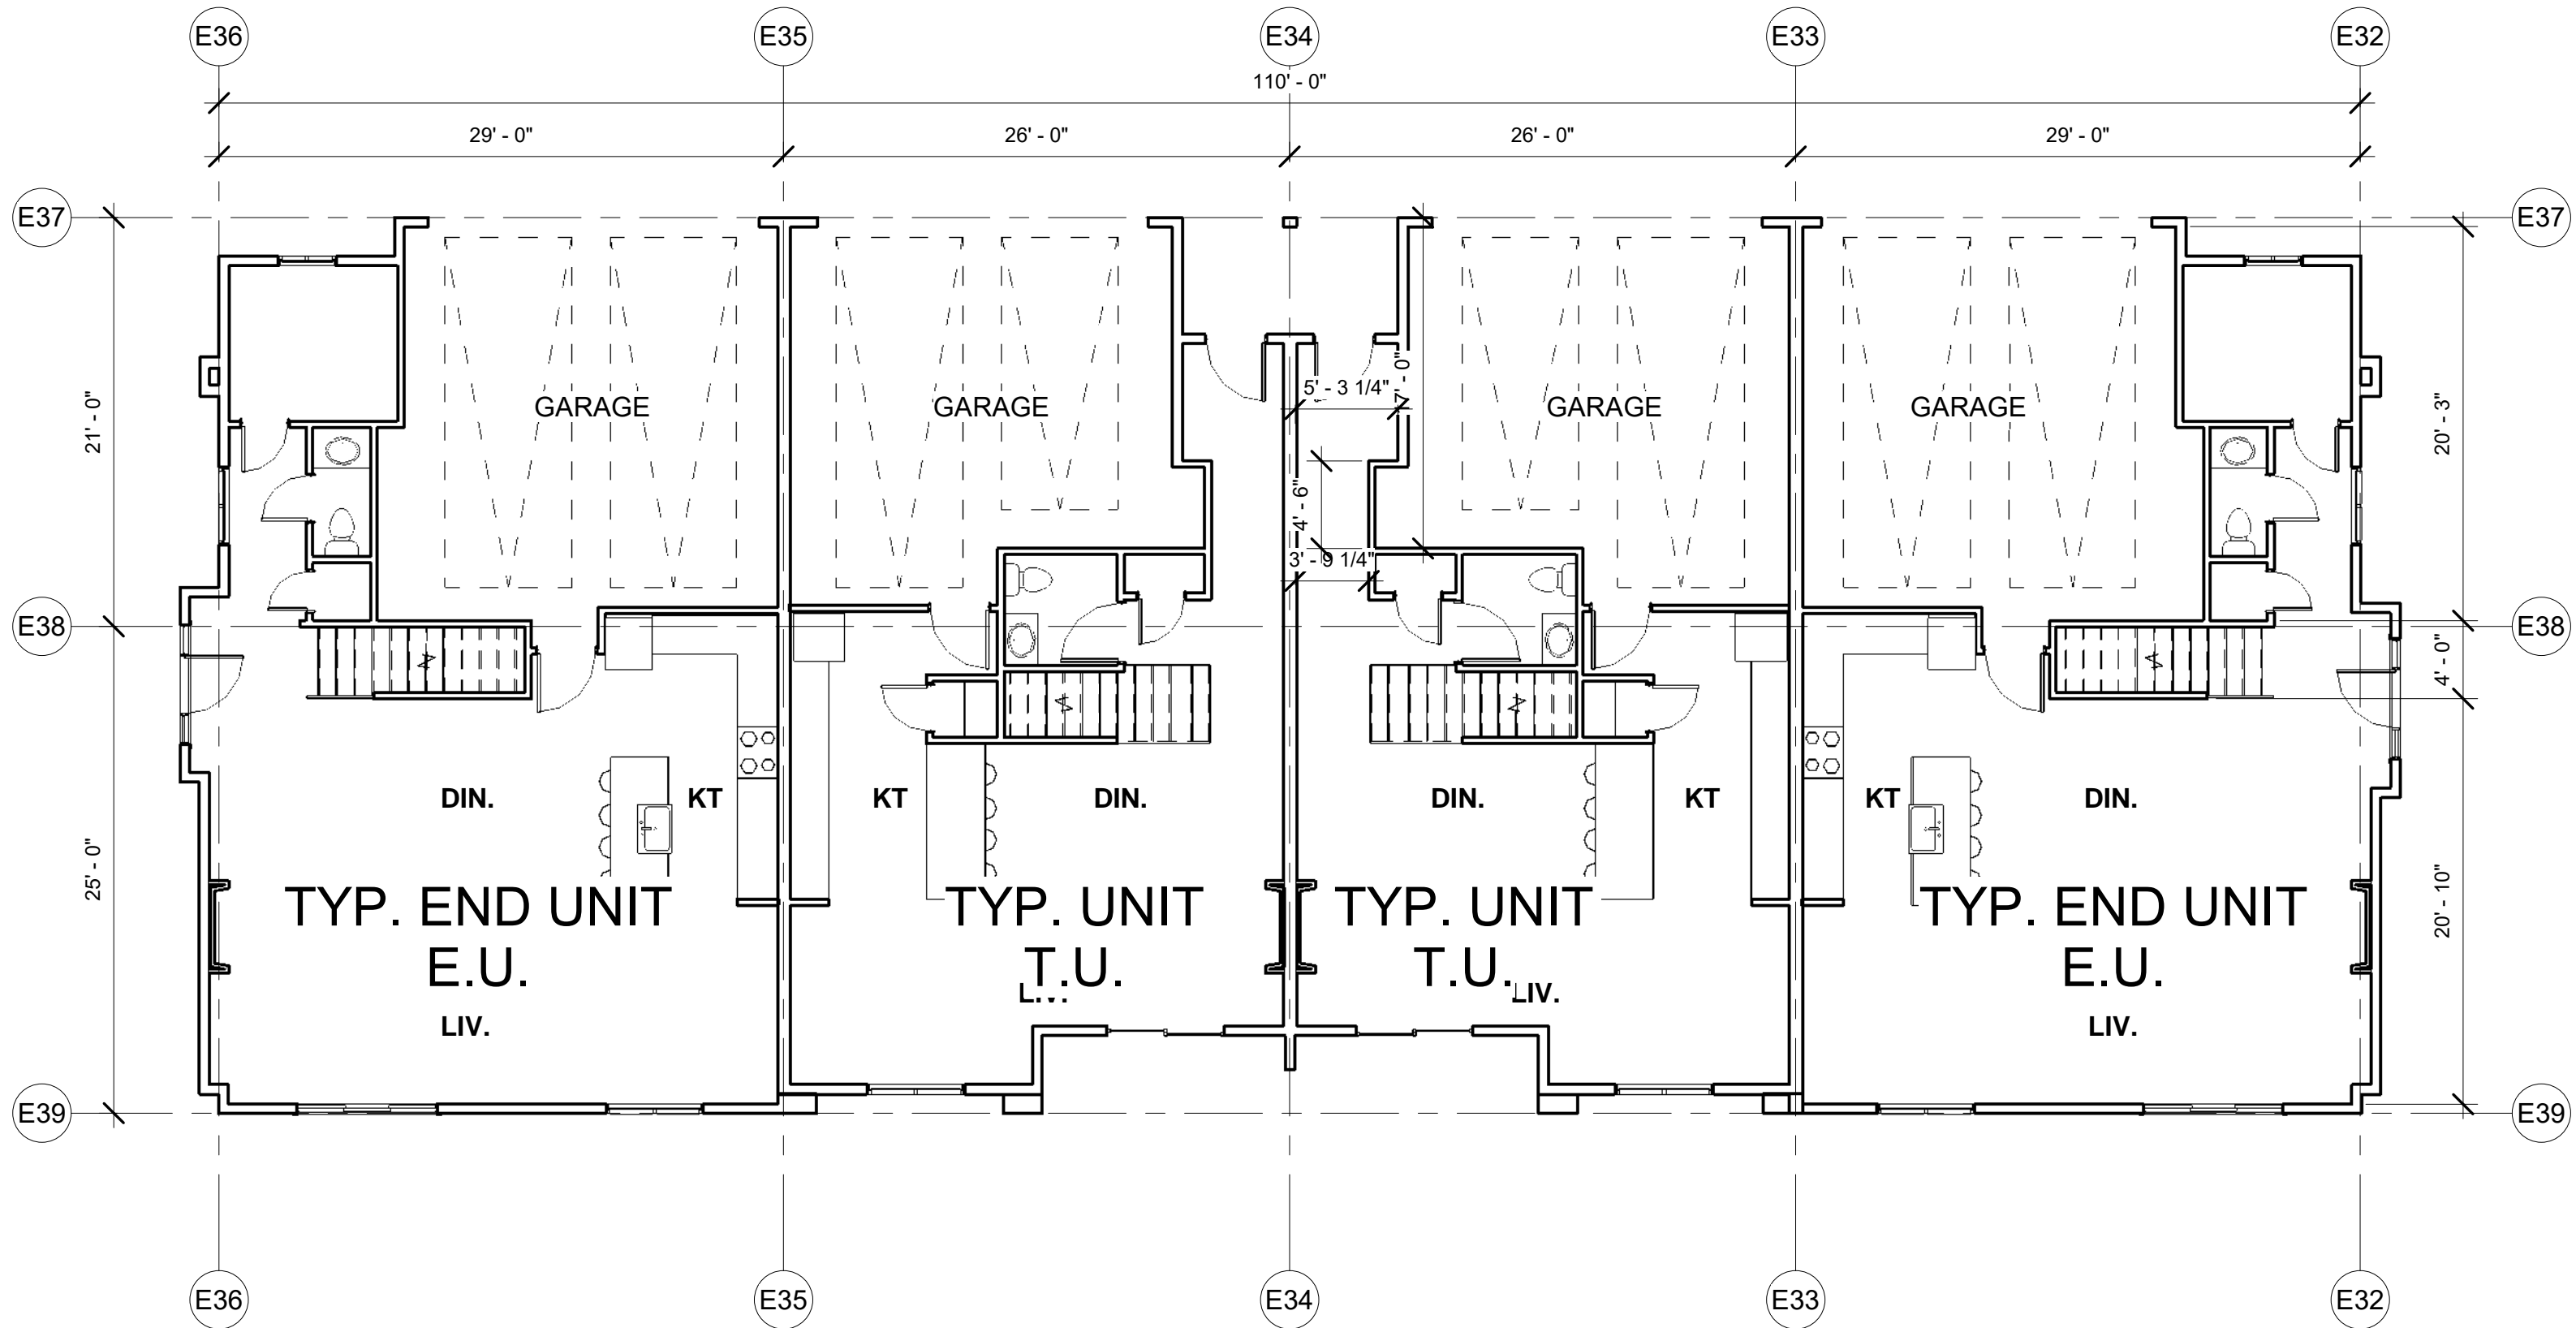 E36 E35 E34 E33 E32
110' - 0"
29' - 0" 26' - 0" 26' - 0" 29' - 0"
E37 E37
5' - 3 1/4" 17' - 0"
GARAGE GARAGE GARAGE GARAGE
21' - 0" 20' - 3"
4' - 6"
3' - 9 1/4"
E38 E38
4' - 0"
DIN. KT KT DIN. DIN. KT KT DIN.
25' - 0" 20' - 10"
TYP. END UNIT TYP. UNIT TYP. UNIT TYP. END UNIT
E.U. T.U. T.U. E.U.
LIV. LIV.
LIV. LIV.
E39 E39
E36 E35 E34 E33 E32